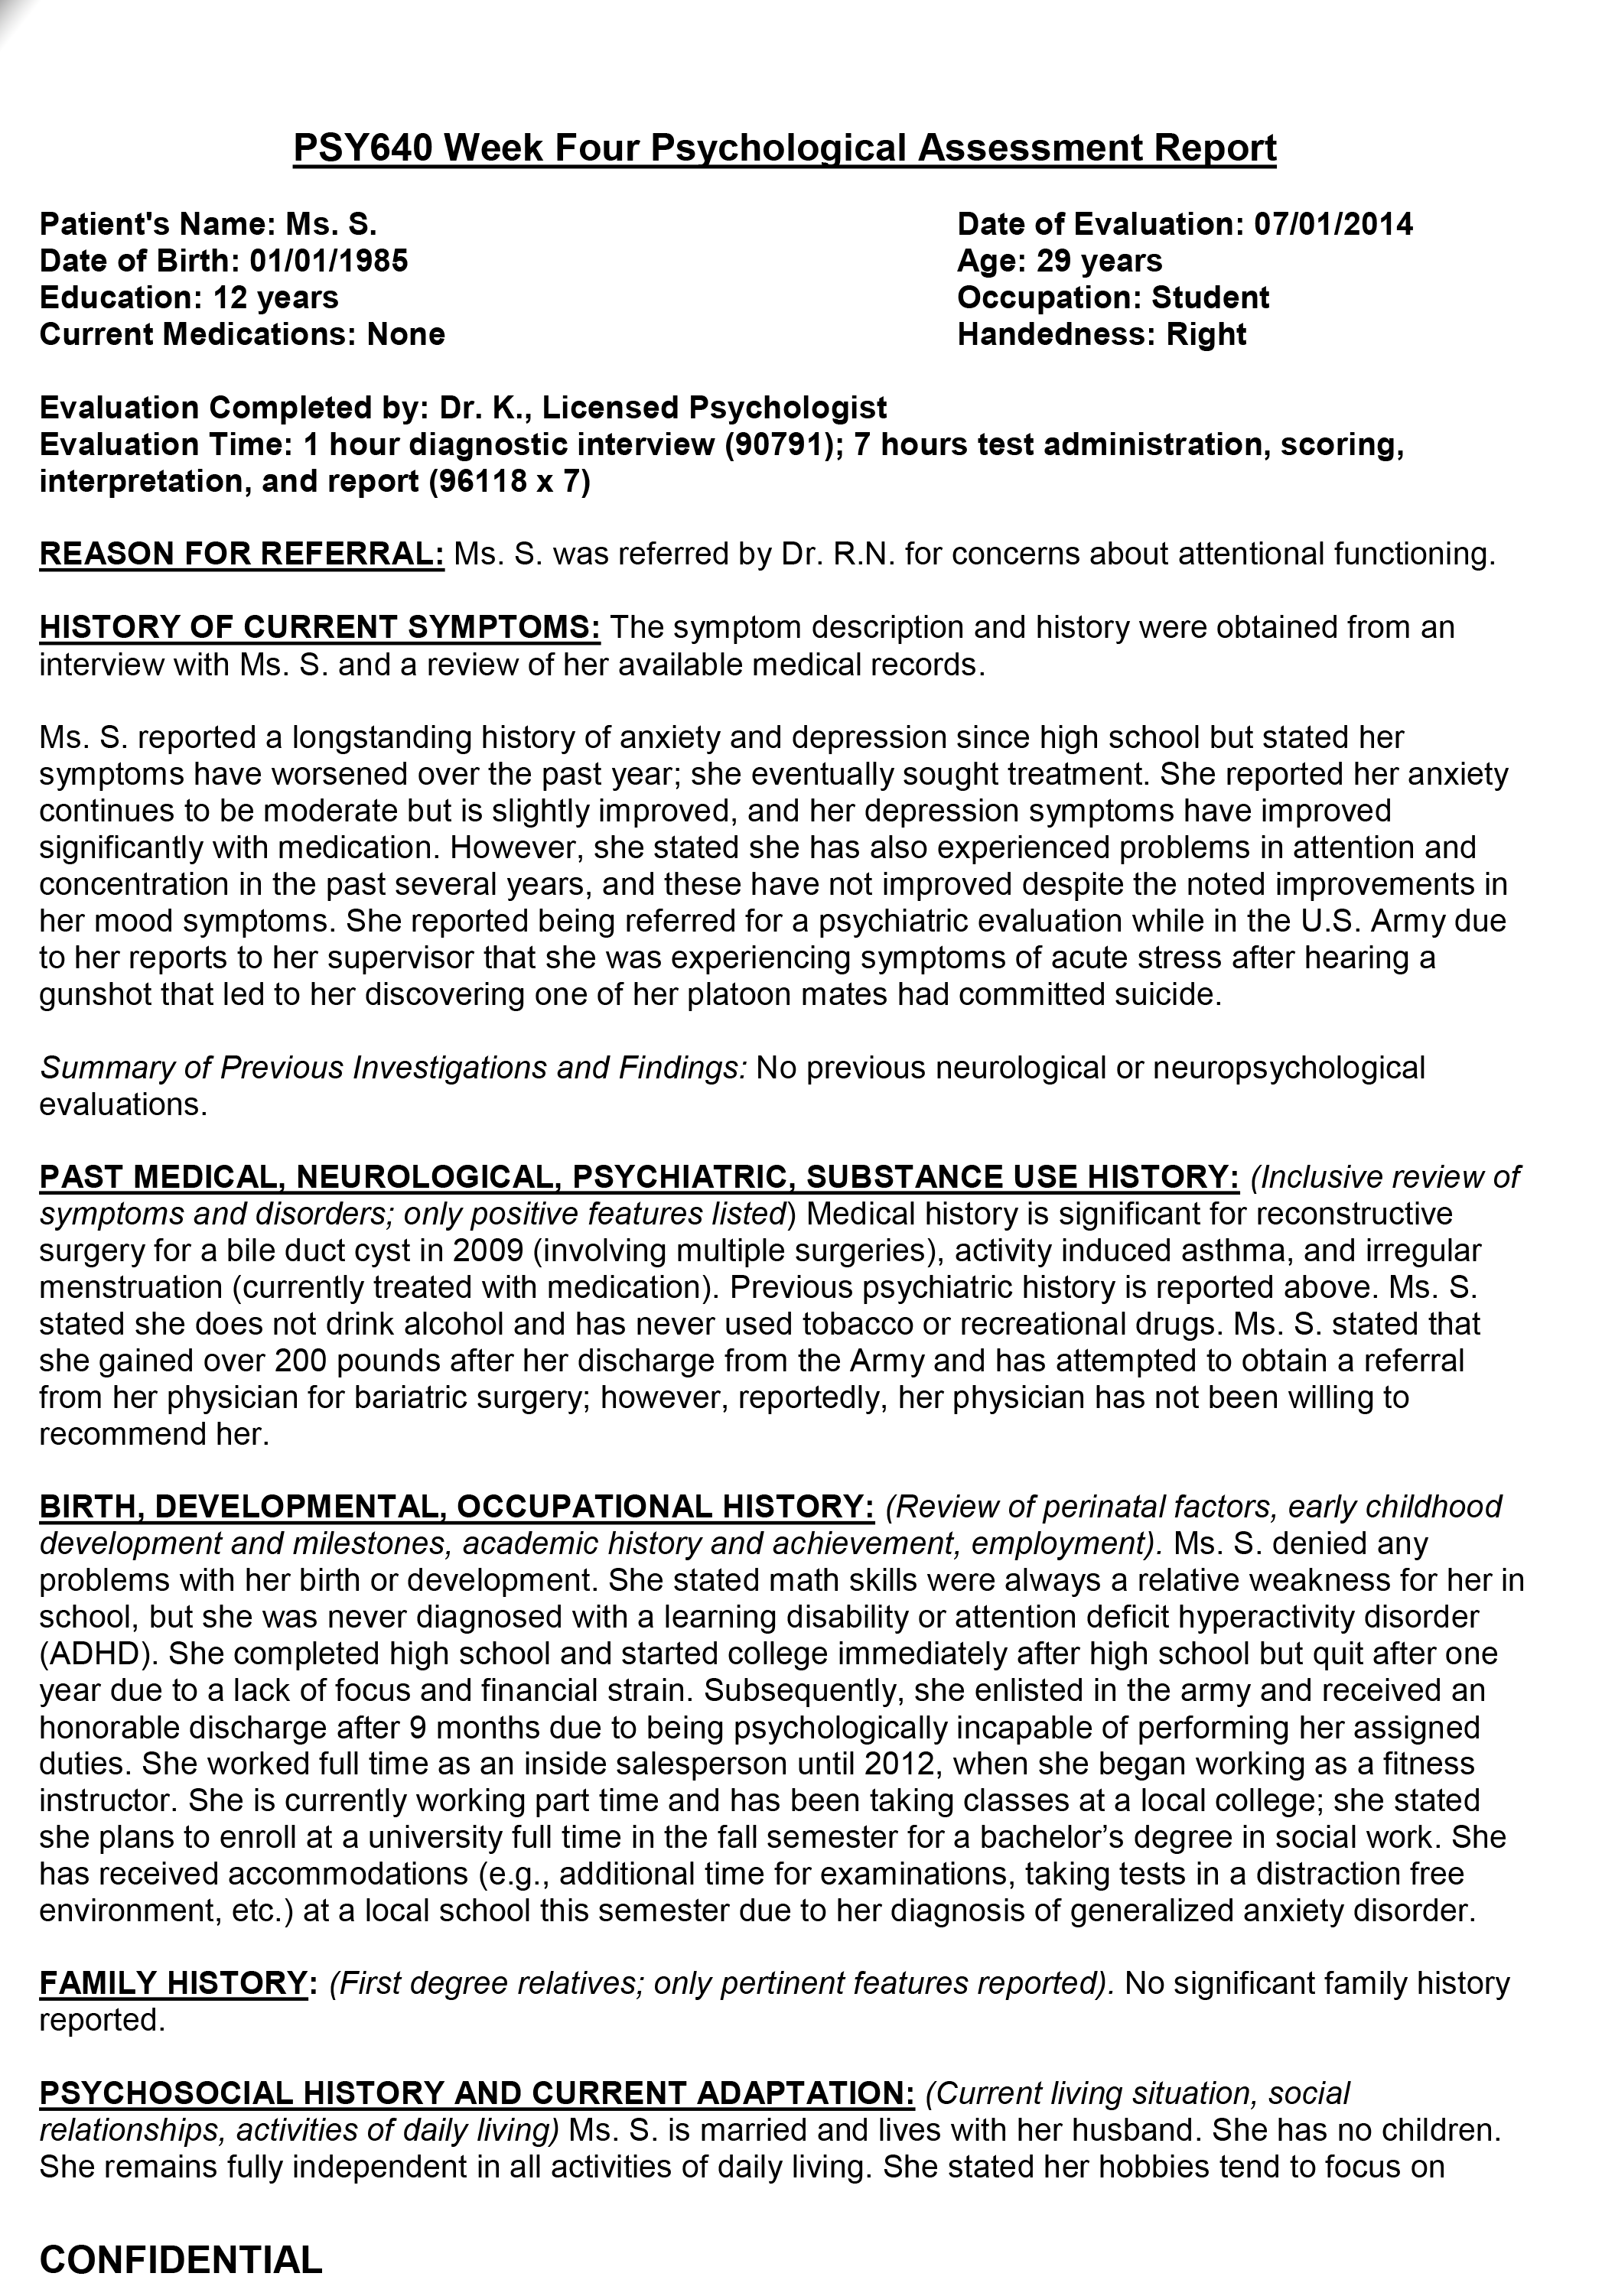 PSY640 Week Four Psychological Assessment Report
Patient's Name: Ms. S. Date of Evaluation: 07/01/2014
Date of Birth: 01/01/1985 Age: 29 years
Education: 12 years Occupation: Student
Current Medications: None Handedness: Right
Evaluation Completed by: Dr. K., Licensed Psychologist
Evaluation Time: 1 hour diagnostic interview (90791); 7 hours test administration, scoring,
interpretation, and report (96118 x 7)
REASON FOR REFERRAL: Ms. S. was referred by Dr. R.N. for concerns about attentional functioning.
HISTORY OF CURRENT SYMPTOMS: The symptom description and history were obtained from an
interview with Ms. S. and a review of her available medical records.
Ms. S. reported a longstanding history of anxiety and depression since high school but stated her
symptoms have worsened over the past year; she eventually sought treatment. She reported her anxiety
continues to be moderate but is slightly improved, and her depression symptoms have improved
significantly with medication. However, she stated she has also experienced problems in attention and
concentration in the past several years, and these have not improved despite the noted improvements in
her mood symptoms. She reported being referred for a psychiatric evaluation while in the U.S. Army due
to her reports to her supervisor that she was experiencing symptoms of acute stress after hearing a
gunshot that led to her discovering one of her platoon mates had committed suicide.
Summary of Previous Investigations and Findings: No previous neurological or neuropsychological
evaluations.
PAST MEDICAL, NEUROLOGICAL, PSYCHIATRIC, SUBSTANCE USE HISTORY: (Inclusive review of
symptoms and disorders; only positive features listed) Medical history is significant for reconstructive
surgery for a bile duct cyst in 2009 (involving multiple surgeries), activity induced asthma, and irregular
menstruation (currently treated with medication). Previous psychiatric history is reported above. Ms. S.
stated she does not drink alcohol and has never used tobacco or recreational drugs. Ms. S. stated that
she gained over 200 pounds after her discharge from the Army and has attempted to obtain a referral
from her physician for bariatric surgery; however, reportedly, her physician has not been willing to
recommend her.
BIRTH, DEVELOPMENTAL, OCCUPATIONAL HISTORY: (Review of perinatal factors, early childhood
development and milestones, academic history and achievement, employment). Ms. S. denied any
problems with her birth or development. She stated math skills were always a relative weakness for her in
school, but she was never diagnosed with a learning disability or attention deficit hyperactivity disorder
(ADHD). She completed high school and started college immediately after high school but quit after one
year due to a lack of focus and financial strain. Subsequently, she enlisted in the army and received an
honorable discharge after 9 months due to being psychologically incapable of performing her assigned
duties. She worked full time as an inside salesperson until 2012, when she began working as a fitness
instructor. She is currently working part time and has been taking classes at a local college; she stated
she plans to enroll at a university full time in the fall semester for a bachelor’s degree in social work. She
has received accommodations (e.g., additional time for examinations, taking tests in a distraction free
environment, etc.) at a local school this semester due to her diagnosis of generalized anxiety disorder.
FAMILY HISTORY: (First degree relatives; only pertinent features reported). No significant family history
reported.
PSYCHOSOCIAL HISTORY AND CURRENT ADAPTATION: (Current living situation, social
relationships, activities of daily living) Ms. S. is married and lives with her husband. She has no children.
She remains fully independent in all activities of daily living. She stated her hobbies tend to focus on
CONFIDENTIAL